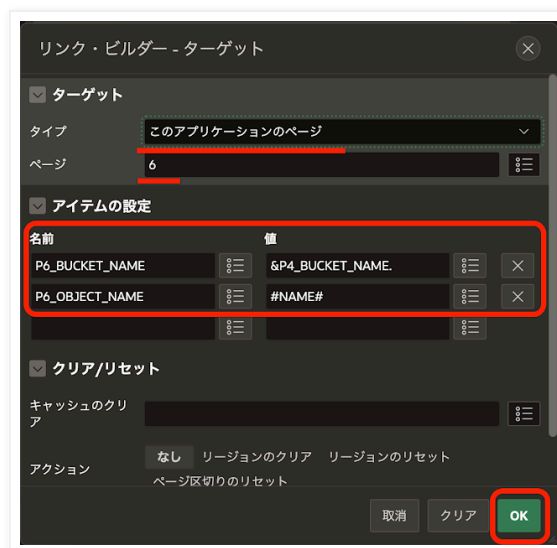 リンク・ビルダー - ターゲット
ターゲット
タイプ このアプリケーションのページ
ページ 6
アイテムの設定
名前 値
P6_BUCKET_NAME &P4_BUCKET_NAME.
P6_OBJECT_NAME #NAME#
クリア/リセット
キャッシュのクリ
ア
アクション なし リージョンのクリア リージョンのリセット
ページ区切りのリセット
取消 クリア OK